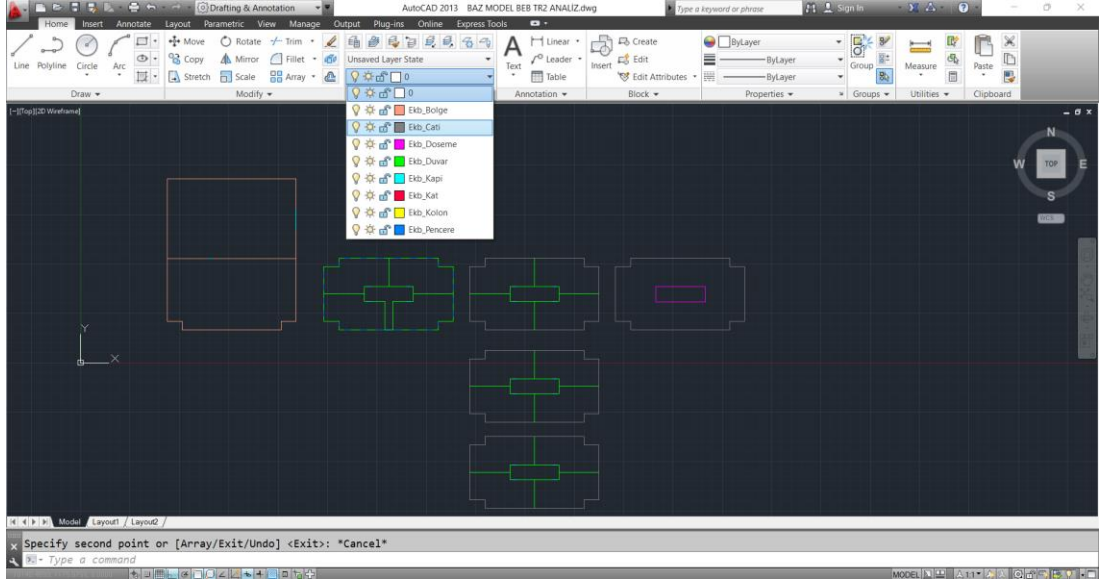 Drafting & Annotation
AutoCAD 2013 BAZ MODEL BEB TR2 ANALİZ.dwg
Type a keyword or phrase
Sign In
Home Insert Annotate Layout Parametric View Manage Output Plug-ins Online Express Tools
Move Rotate Trim
Unsaved Layer State
Linear
Create
ByLayer
Line Polyline Circle Arc
Copy Mirror Fillet
Text
Leader
Insert
Edit
ByLayer
Group
Measure
Paste
Stretch Scale Array
0
Table
Edit Attributes
ByLayer
Draw
Modify
0
Annotation
Block
Properties
Groups
Utilities
Clipboard
[-][Top][2D Wireframe]
Ekb_Bolge
Ekb_Cati
Ekb_Doseme
Ekb_Duvar
Ekb_Kapi
Ekb_Kat
Ekb_Kolon
Ekb_Pencere
N
W TOP E
S
WCS
Y
X
Model Layout1 Layout2
Specify second point or [Array/Exit/Undo] <Exit>: *Cancel*
Type a command
MODEL
1:1